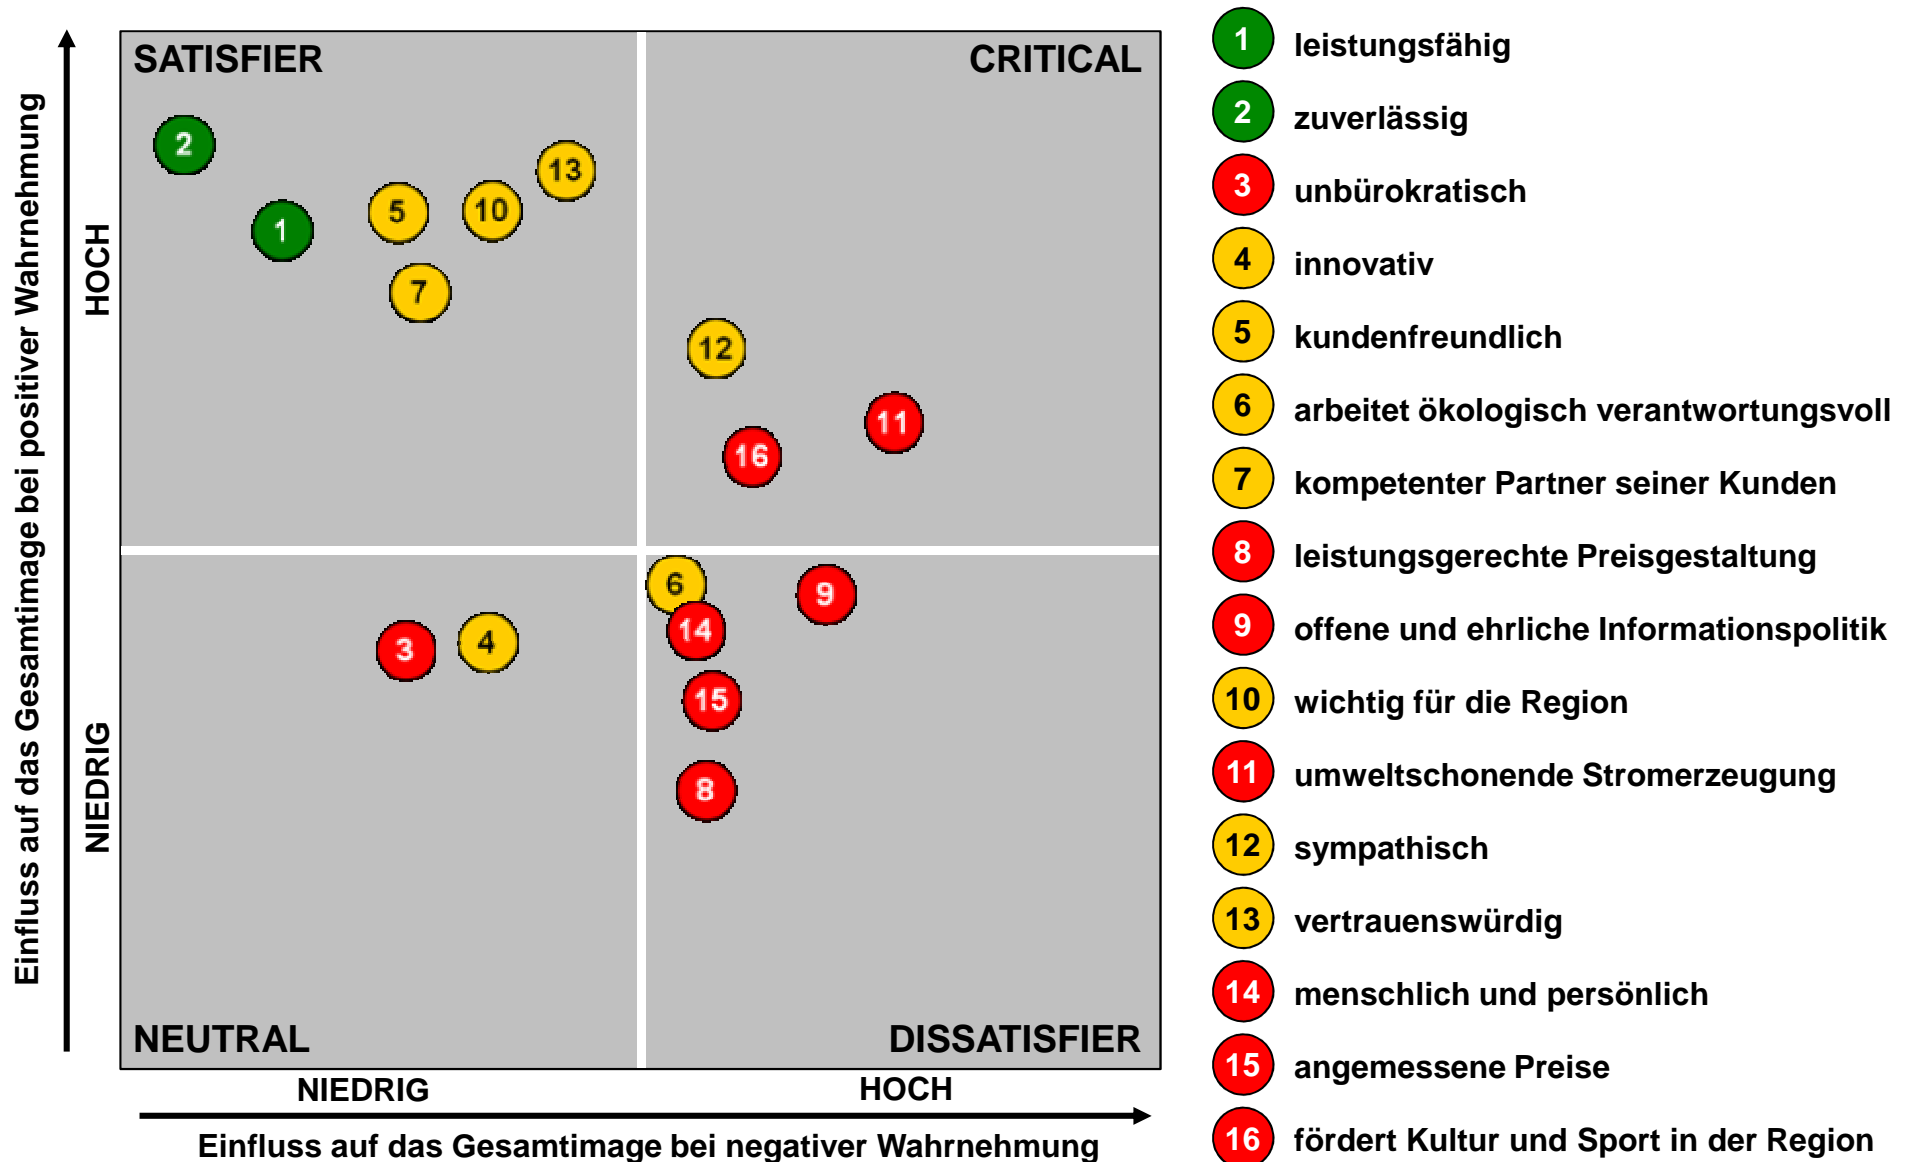 SATISFIER
CRITICAL
2
13
5
10
1
7
12
11
16
6
9
14
3
4
15
8
NEUTRAL
DISSATISFIER
Einfluss auf das Gesamtimage bei positiver Wahrnehmung
HOCH
NIEDRIG
NIEDRIG
HOCH
Einfluss auf das Gesamtimage bei negativer Wahrnehmung
1 leistungsfähig
2 zuverlässig
3 unbürokratisch
4 innovativ
5 kundenfreundlich
6 arbeitet ökologisch verantwortungsvoll
7 kompetenter Partner seiner Kunden
8 leistungsgerechte Preisgestaltung
9 offene und ehrliche Informationspolitik
10 wichtig für die Region
11 umweltschonende Stromerzeugung
12 sympathisch
13 vertrauenswürdig
14 menschlich und persönlich
15 angemessene Preise
16 fördert Kultur und Sport in der Region